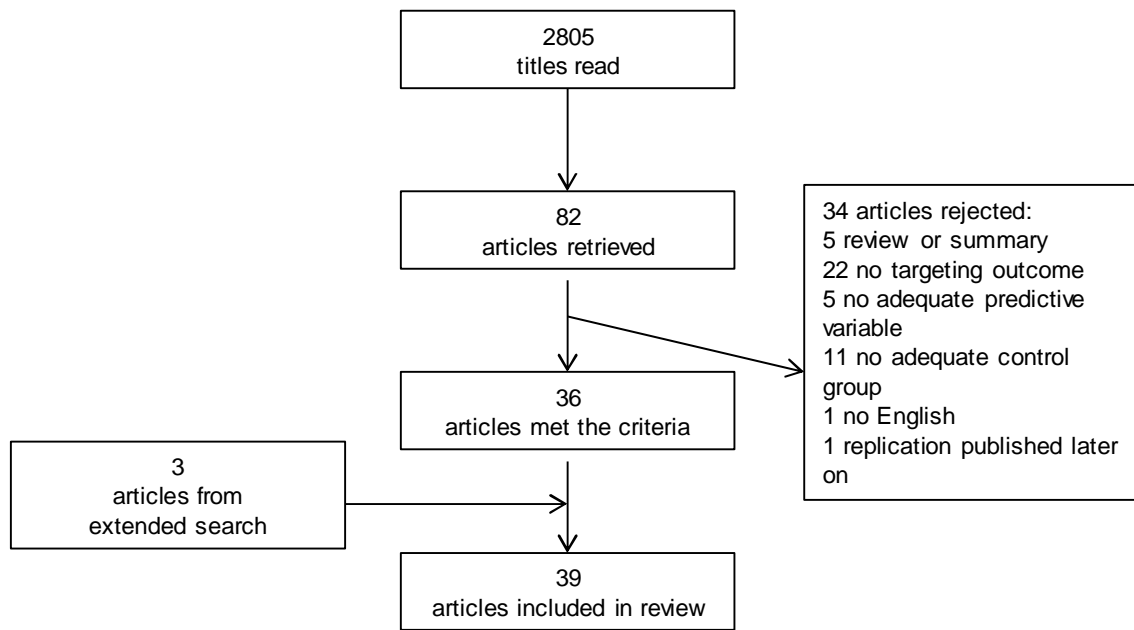 2805
titles read
82
articles retrieved
34 articles rejected:
5 review or summary
22 no targeting outcome
5 no adequate predictive
variable
11 no adequate control
group
1 no English
1 replication published later
on
36
articles met the criteria
3
articles from
extended search
39
articles included in review